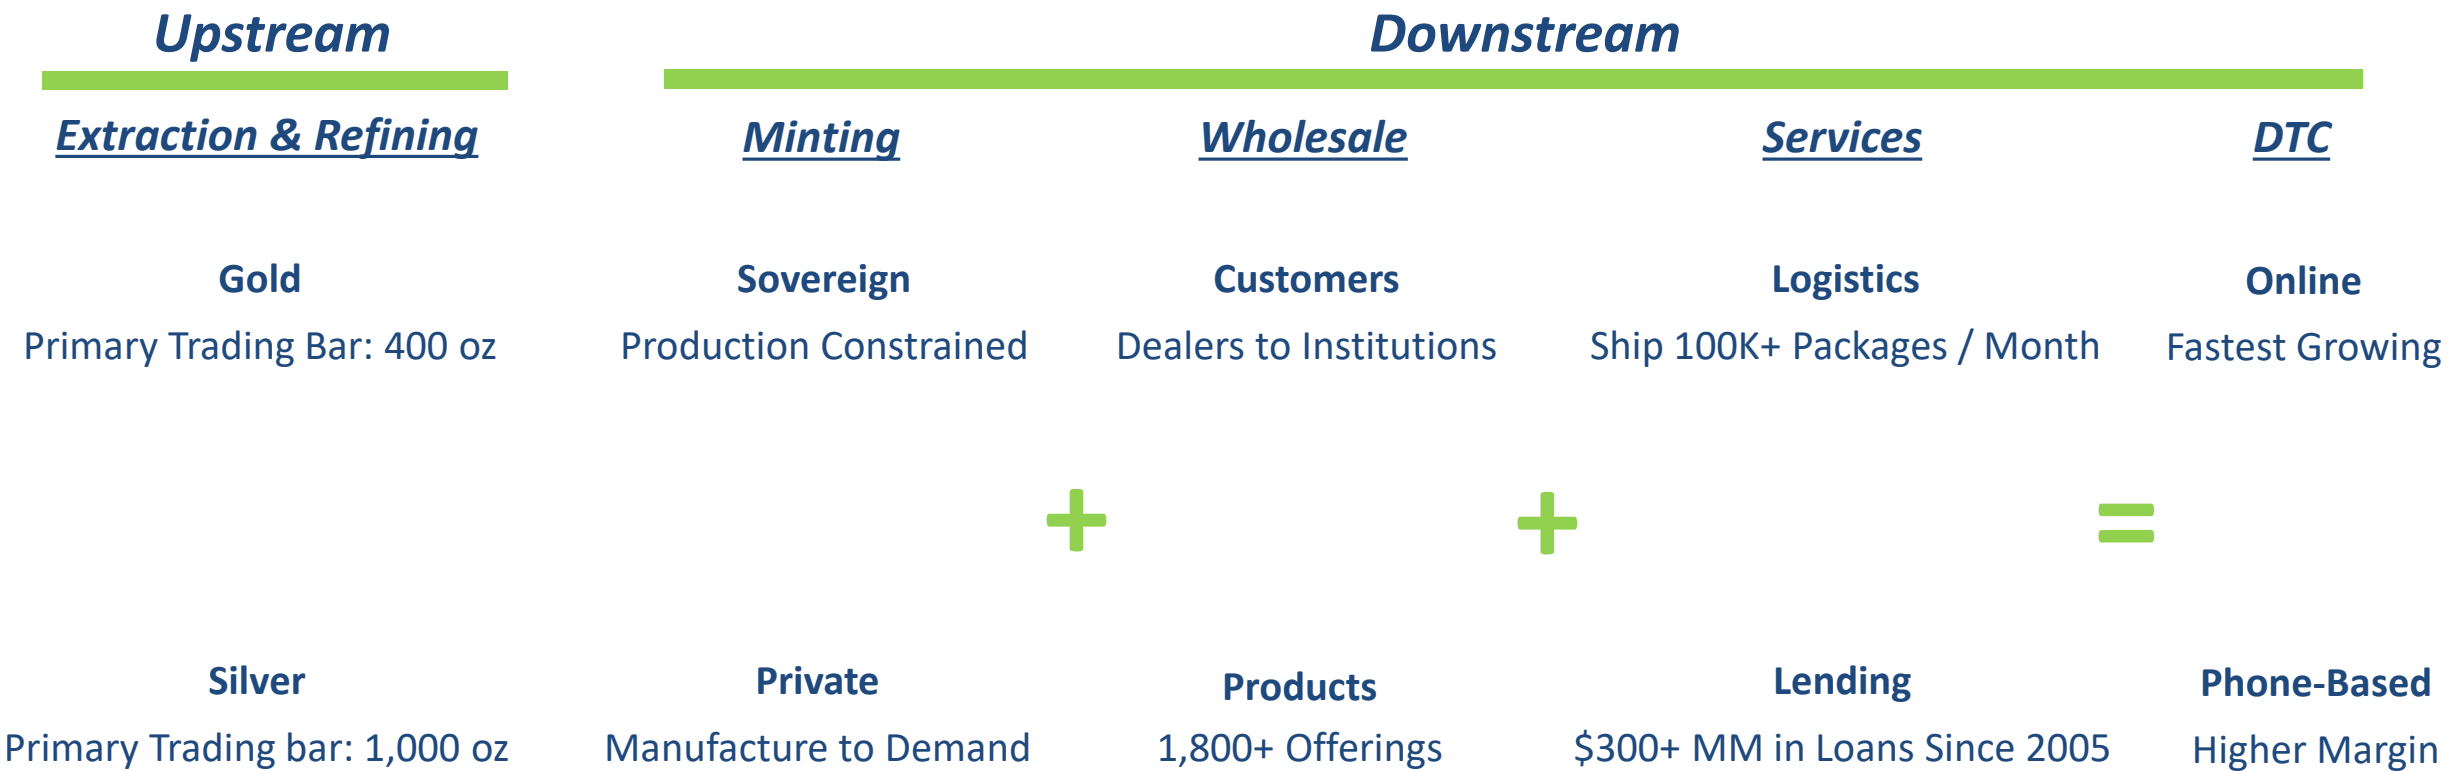 Upstream
Downstream
Extraction & Refining
Minting
Wholesale
Services
DTC
Gold
Sovereign
Customers
Logistics
Online
Primary Trading Bar: 400 oz
Production Constrained
Dealers to Institutions
Ship 100K+ Packages / Month
Fastest Growing
+
+
=
Silver
Private
Products
Lending
Phone-Based
Primary Trading bar: 1,000 oz
Manufacture to Demand
1,800+ Offerings
$300+ MM in Loans Since 2005
Higher Margin